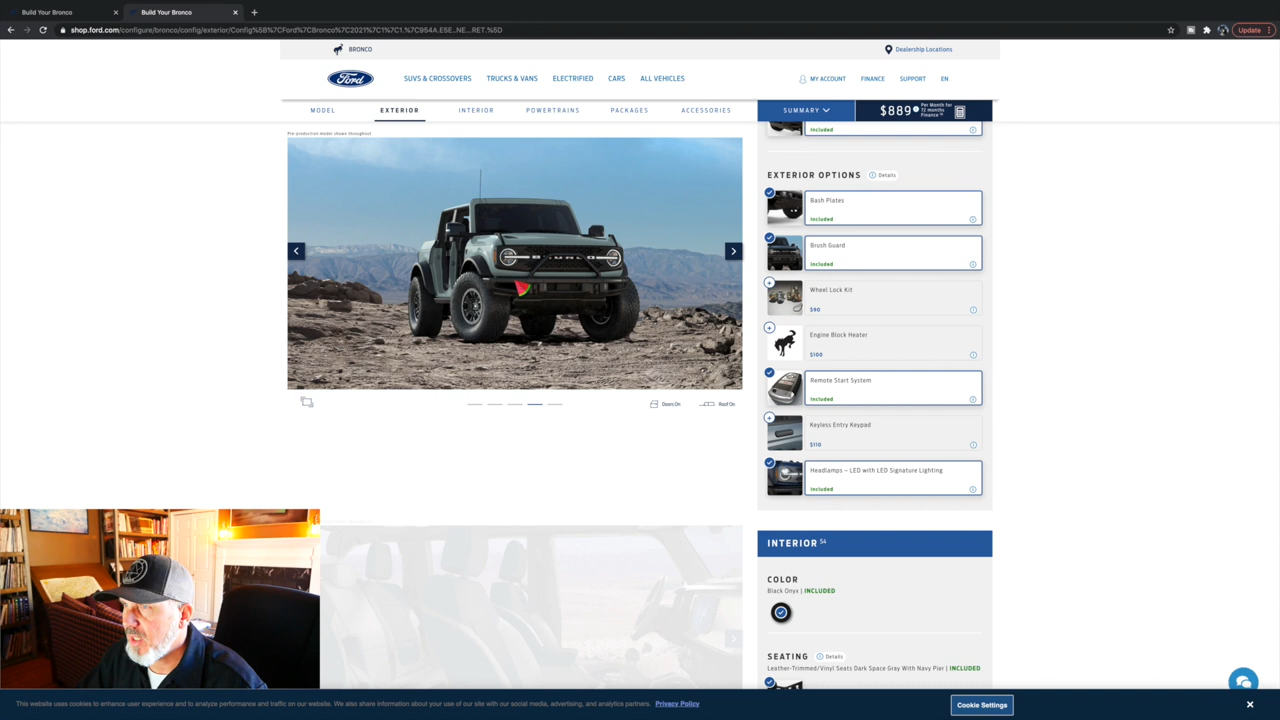 Build Your Bronco
Build Your Bronco
shop.ford.com/configure/bronco/config/exterior/Config%5B%7CFord%7CBronco%7C2021%7C1%7C1.%7C954A.E5E..NE...RET.%5D
Update
BRONCO
Dealership Locations
Ford
SUVS & CROSSOVERS
TRUCKS & VANS
ELECTRIFIED
CARS
ALL VEHICLES
MY ACCOUNT
FINANCE
SUPPORT
EN
MODEL
EXTERIOR
INTERIOR
POWERTRAINS
PACKAGES
ACCESSORIES
SUMMARY
$889
Per Month for
72 months
Finance
Pre-production model shown throughout
Included
EXTERIOR OPTIONS
Details
Bash Plates
Included
Brush Guard
Included
Wheel Lock Kit
$90
Engine Block Heater
$100
Remote Start System
Included
Keyless Entry Keypad
$110
Headlamps – LED with LED Signature Lighting
Included
BRONCO
Doors On
Roof On
INTERIOR 54
COLOR
Black Onyx | INCLUDED
SEATING
Details
Leather-Trimmed/Vinyl Seats Dark Space Gray With Navy Pier | INCLUDED
This website uses cookies to enhance user experience and to analyze performance and traffic on our website. We also share information about your use of our site with our social media, advertising, and analytics partners. Privacy Policy
Cookie Settings